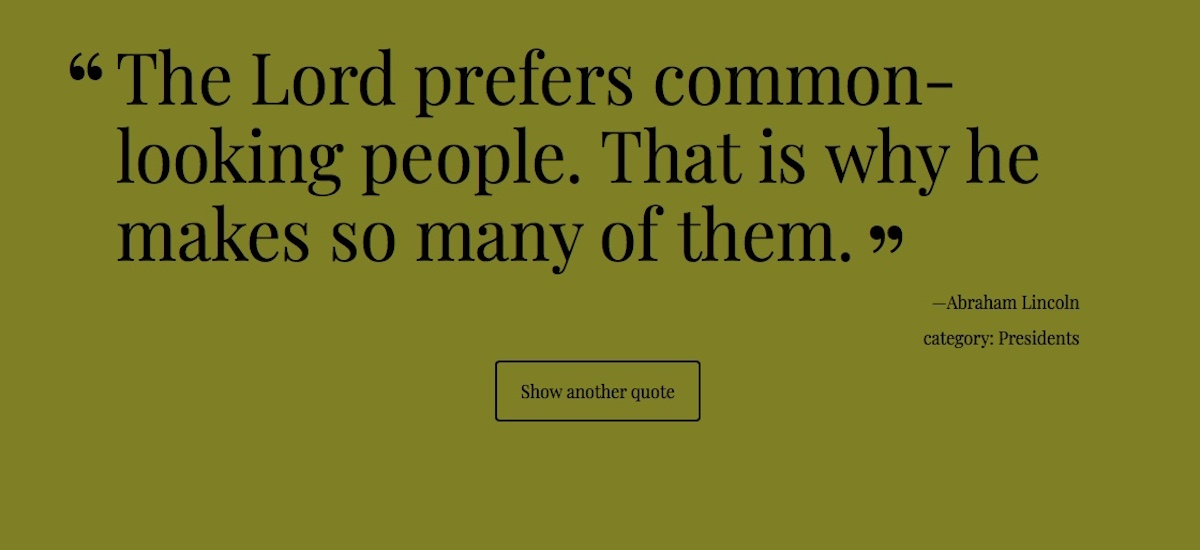 “ The Lord prefers common-
looking people. That is why he
makes so many of them. ”
—Abraham Lincoln
category: Presidents
Show another quote